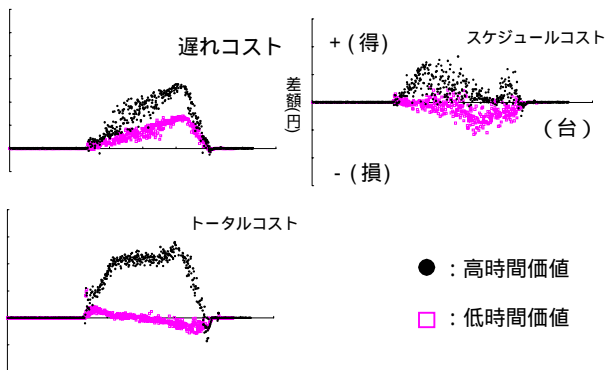 遅れコスト
スケジュールコスト
+ (得)
差額(円)
(台)
- (損)
トータルコスト
● : 高時間価値
□ : 低時間価値